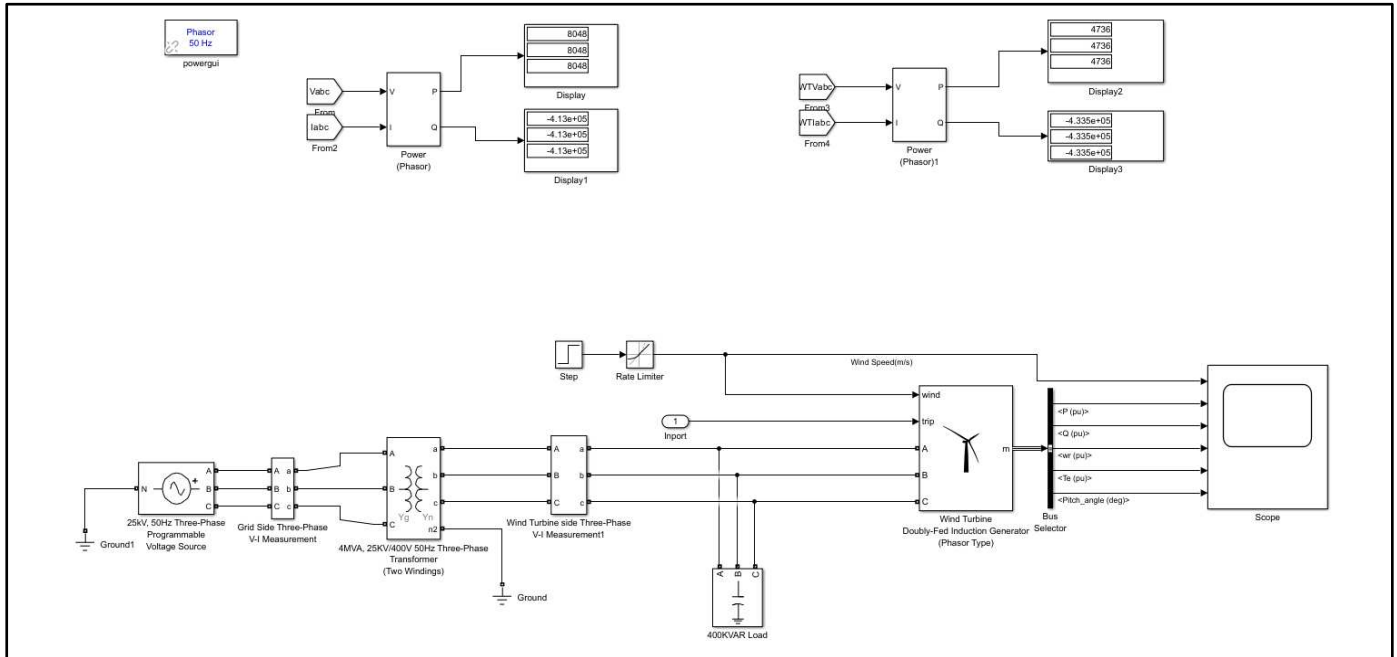 Phasor
50 Hz
powergui
Vabc
From
Iabc
From2
V
I
P
Q
Power
(Phasor)
8048
8048
8048
Display
-4.13e+05
-4.13e+05
-4.13e+05
Display1
WTVabc
From3
WTIabc
From4
V
I
P
Q
Power
(Phasor)1
4736
4736
4736
Display2
-4.335e+05
-4.335e+05
-4.335e+05
Display3
Step
Rate Limiter
Wind Speed(m/s)
1
Inport
wind
trip
A
B
C
m
Wind Turbine
Doubly-Fed Induction Generator
(Phasor Type)
Bus
Selector
<P (pu)>
<Q (pu)>
<wr (pu)>
<Te (pu)>
<Pitch_angle (deg)>
Scope
Ground1
N
A
B
C
25kV, 50Hz Three-Phase
Programmable
Voltage Source
A
B
C
a
b
c
Grid Side Three-Phase
V-I Measurement
A
B
C
a
b
c
n2
Yg
Yn
4MVA, 25KV/400V 50Hz Three-Phase
Transformer
(Two Windings)
Ground
A
B
C
a
b
c
Wind Turbine side Three-Phase
V-I Measurement1
A
B
C
400KVAR Load